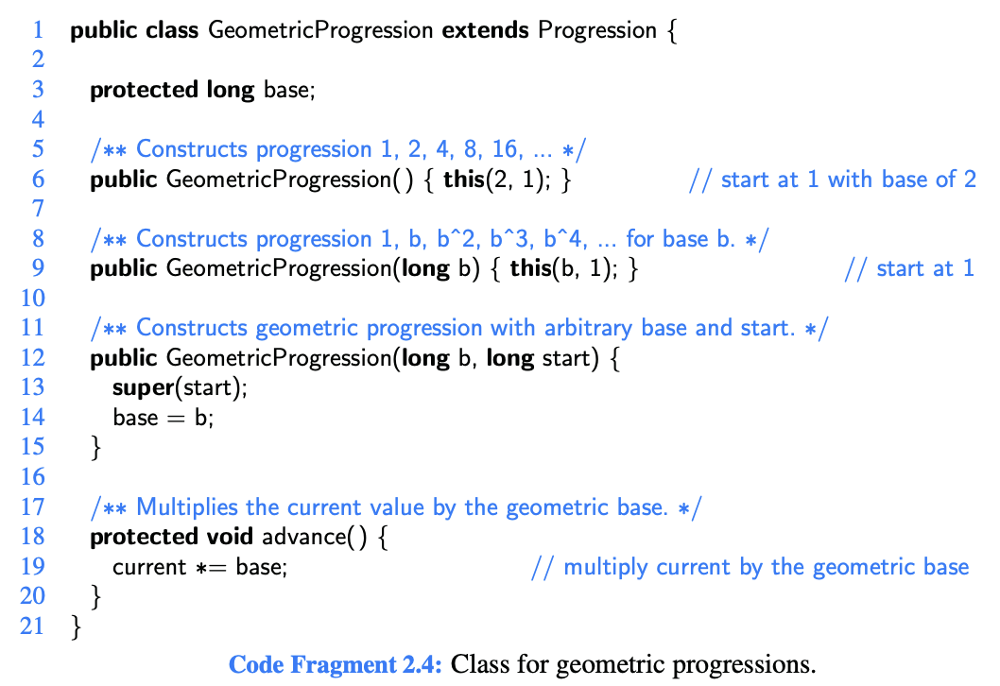 1 public class GeometricProgression extends Progression {
2
3 protected long base;
4
5 /** Constructs progression 1, 2, 4, 8, 16, ... */
6 public GeometricProgression() { this(2, 1); } // start at 1 with base of 2
7
8 /** Constructs progression 1, b, b^2, b^3, b^4, ... for base b. */
9 public GeometricProgression(long b) { this(b, 1); } // start at 1
10
11 /** Constructs geometric progression with arbitrary base and start. */
12 public GeometricProgression(long b, long start) {
13 super(start);
14 base = b;
15 }
16
17 /** Multiplies the current value by the geometric base. */
18 protected void advance() {
19 current *= base; // multiply current by the geometric base
20 }
21 }
Code Fragment 2.4: Class for geometric progressions.